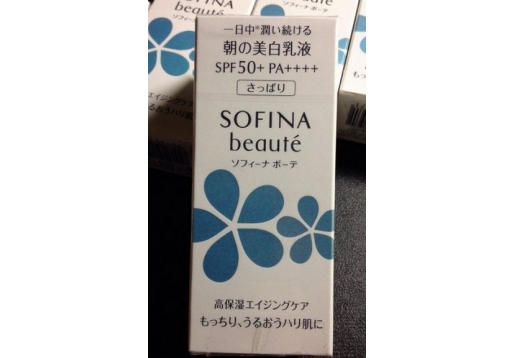 一日中*潤い続ける
朝の美白乳液
SPF50+ PA++++
さっぱり
SOFINA
beauté
ソフィーナ ボーテ
高保湿エイジングケア
もっちり、うるおうハリ肌に